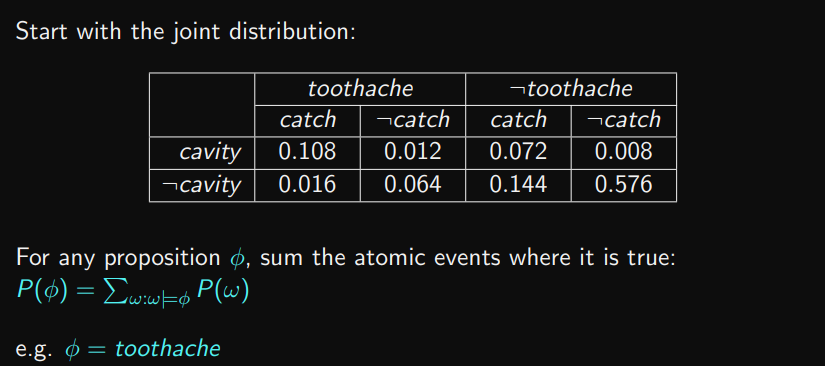 Start with the joint distribution:
toothache ¬toothache
catch ¬catch catch ¬catch
cavity 0.108 0.012 0.072 0.008
¬cavity 0.016 0.064 0.144 0.576
For any proposition ϕ, sum the atomic events where it is true:
P(ϕ) = ∑ω:ω⊨ϕ P(ω)
e.g. ϕ = toothache